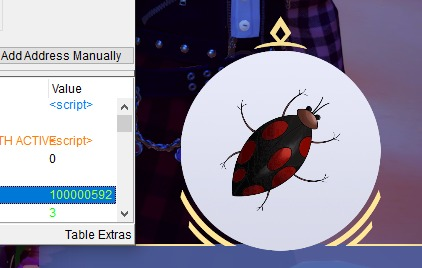 Add Address Manually
Value
<script>
TH ACTIVE <script>
0
100000592
3
Table Extras